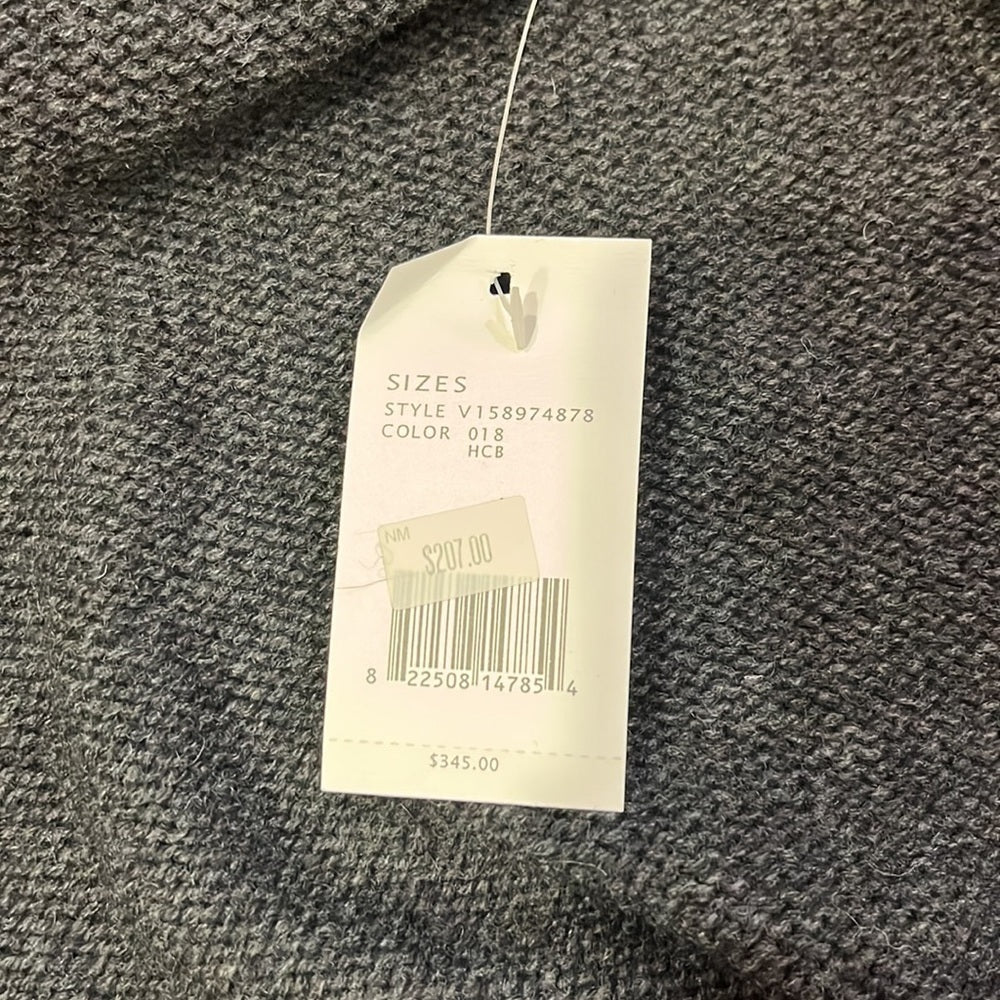 SIZES
STYLE V158974878
COLOR 018
HCB
NM
$207.00
8 22508 14785 4
$345.00